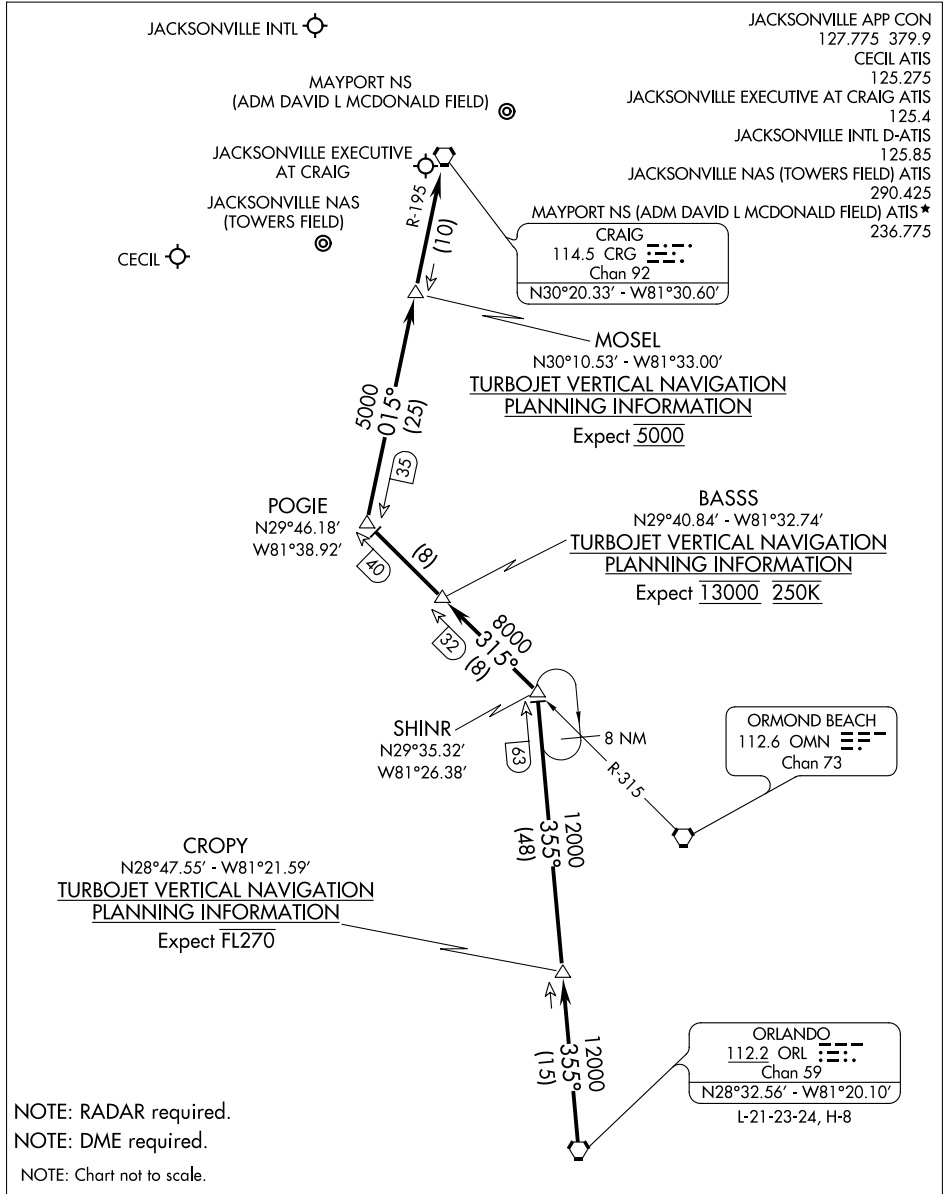 JACKSONVILLE INTL
JACKSONVILLE APP CON
127.775 379.9
CECIL ATIS
125.275
JACKSONVILLE EXECUTIVE AT CRAIG ATIS
125.4
JACKSONVILLE INTL D-ATIS
125.85
JACKSONVILLE NAS (TOWERS FIELD) ATIS
290.425
MAYPORT NS (ADM DAVID L MCDONALD FIELD) ATIS★
236.775
MAYPORT NS
(ADM DAVID L MCDONALD FIELD)
JACKSONVILLE EXECUTIVE
AT CRAIG
JACKSONVILLE NAS
(TOWERS FIELD)
CECIL
R-195
(10)
CRAIG
114.5 CRG
Chan 92
N30°20.33' - W81°30.60'
MOSEL
N30°10.53' - W81°33.00'
TURBOJET VERTICAL NAVIGATION
PLANNING INFORMATION
Expect 5000
5000
015°
(25)
35
POGIE
N29°46.18'
W81°38.92'
40
(8)
BASSS
N29°40.84' - W81°32.74'
TURBOJET VERTICAL NAVIGATION
PLANNING INFORMATION
Expect 13000 250K
32
8000
315°
(8)
SHINR
N29°35.32'
W81°26.38'
63
8 NM
R-315
ORMOND BEACH
112.6 OMN
Chan 73
12000
355°
(48)
CROPY
N28°47.55' - W81°21.59'
TURBOJET VERTICAL NAVIGATION
PLANNING INFORMATION
Expect FL270
12000
355°
(15)
ORLANDO
112.2 ORL
Chan 59
N28°32.56' - W81°20.10'
L-21-23-24, H-8
NOTE: RADAR required.
NOTE: DME required.
NOTE: Chart not to scale.